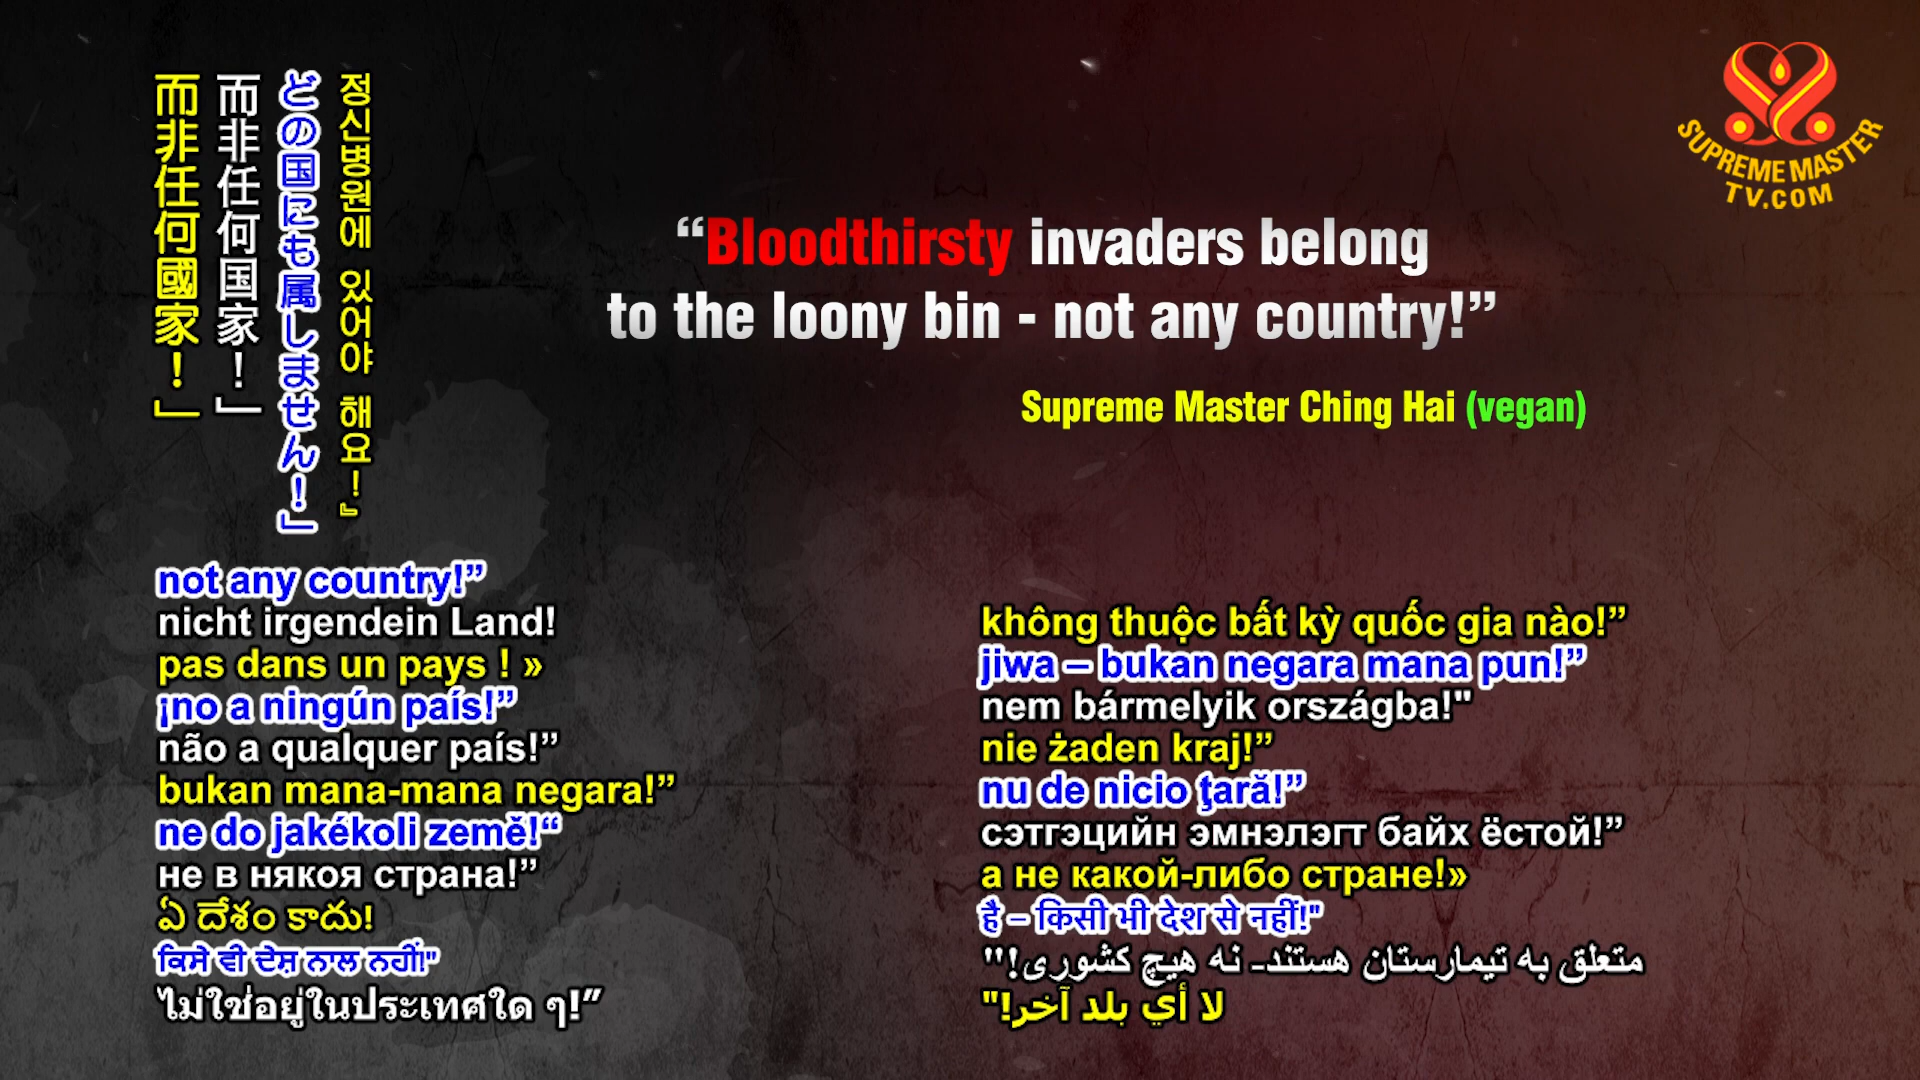 而非任何國家！」
而非任何国家！」
どの国にも属しません！」
정신병원에 있어야 해요！』
“Bloodthirsty invaders belong
to the loony bin - not any country!”
Supreme Master Ching Hai (vegan)
SUPREME MASTER
TV.COM
not any country!”
nicht irgendein Land!
pas dans un pays ! »
¡no a ningún país!”
não a qualquer país!”
bukan mana-mana negara!”
ne do jakékoli země!“
не в някоя страна!”
ఏ దేశం కాదు!
ਕਿਸੇ ਵੀ ਦੇਸ਼ ਨਾਲ ਨਹੀਂ!"
ไม่ใช่อยู่ในประเทศใด ๆ!”
không thuộc bất kỳ quốc gia nào!”
jiwa – bukan negara mana pun!”
nem bármelyik országba!"
nie żaden kraj!”
nu de nicio ţară!”
сэтгэцийн эмнэлэгт байх ёстой!”
а не какой-либо стране!»
है – किसी भी देश से नहीं!"
متعلق به تیمارستان هستند- نه هیچ کشوری!"
لا أي بلد آخر!"